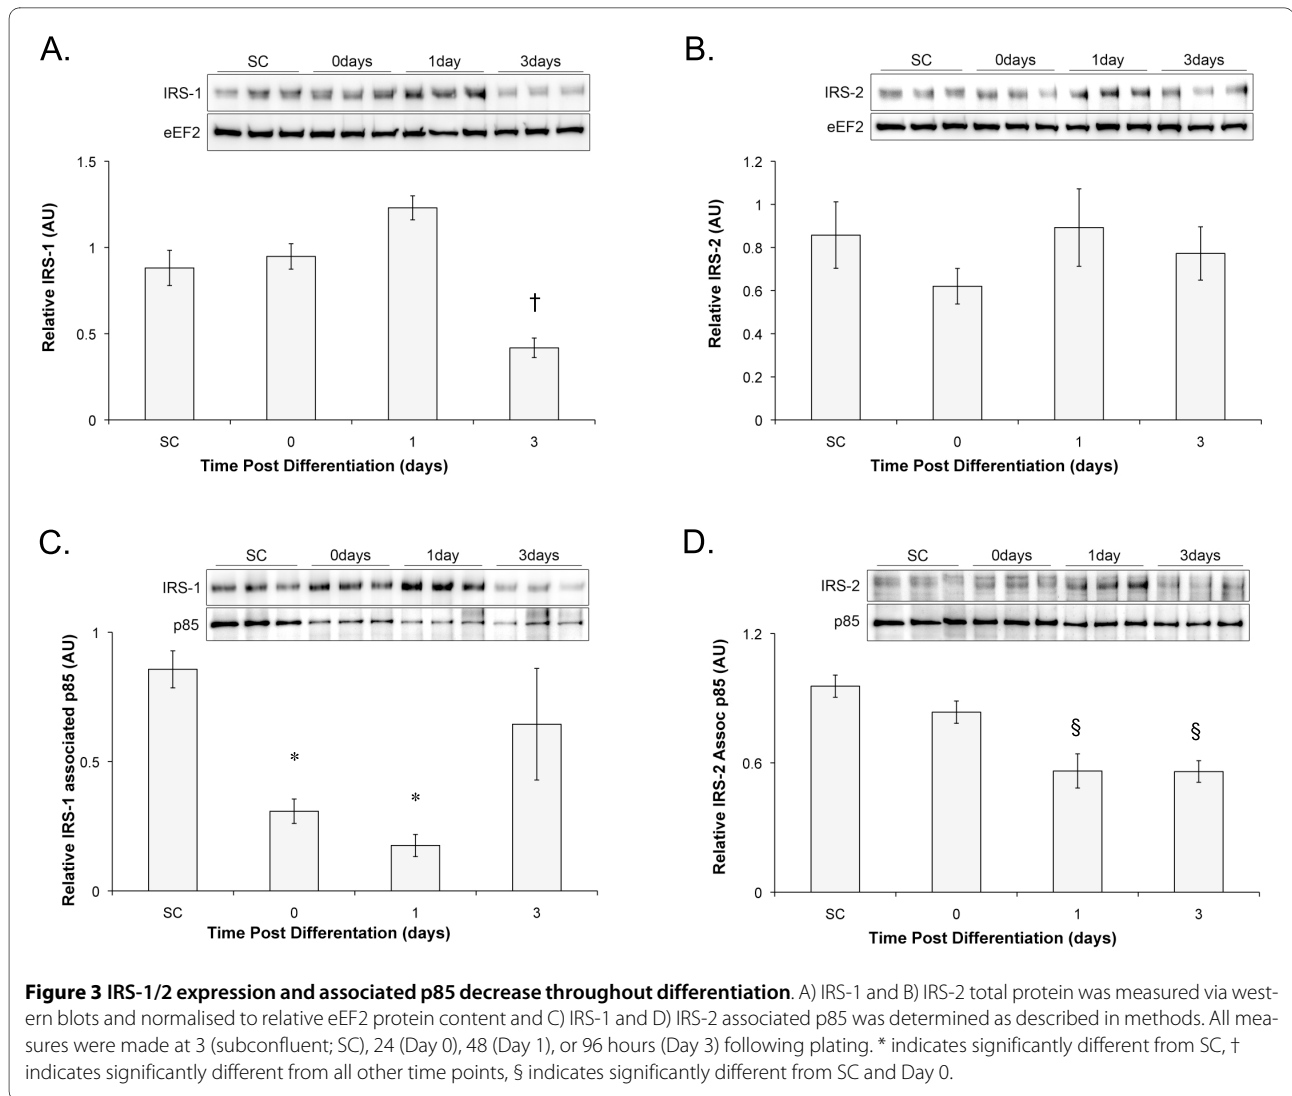 A.
SC 0days 1day 3days
IRS-1
eEF2
1.5
1
0.5
0
Relative IRS-1 (AU)
†
SC 0 1 3
Time Post Differentiation (days)
B.
SC 0days 1day 3days
IRS-2
eEF2
1.2
1
0.8
0.6
0.4
0.2
0
Relative IRS-2 (AU)
SC 0 1 3
Time Post Differentiation (days)
C.
SC 0days 1day 3days
IRS-1
p85
1
0.5
0
Relative IRS-1 associated p85 (AU)
* *
SC 0 1 3
Time Post Differentation (days)
D.
SC 0days 1day 3days
IRS-2
p85
1.2
0.6
0
Relative IRS-2 Assoc p85 (AU)
§ §
SC 0 1 3
Time Post Differentiation (days)
Figure 3 IRS-1/2 expression and associated p85 decrease throughout differentiation. A) IRS-1 and B) IRS-2 total protein was measured via west-
ern blots and normalised to relative eEF2 protein content and C) IRS-1 and D) IRS-2 associated p85 was determined as described in methods. All mea-
sures were made at 3 (subconfluent; SC), 24 (Day 0), 48 (Day 1), or 96 hours (Day 3) following plating. * indicates significantly different from SC, †
indicates significantly different from all other time points, § indicates significantly different from SC and Day 0.